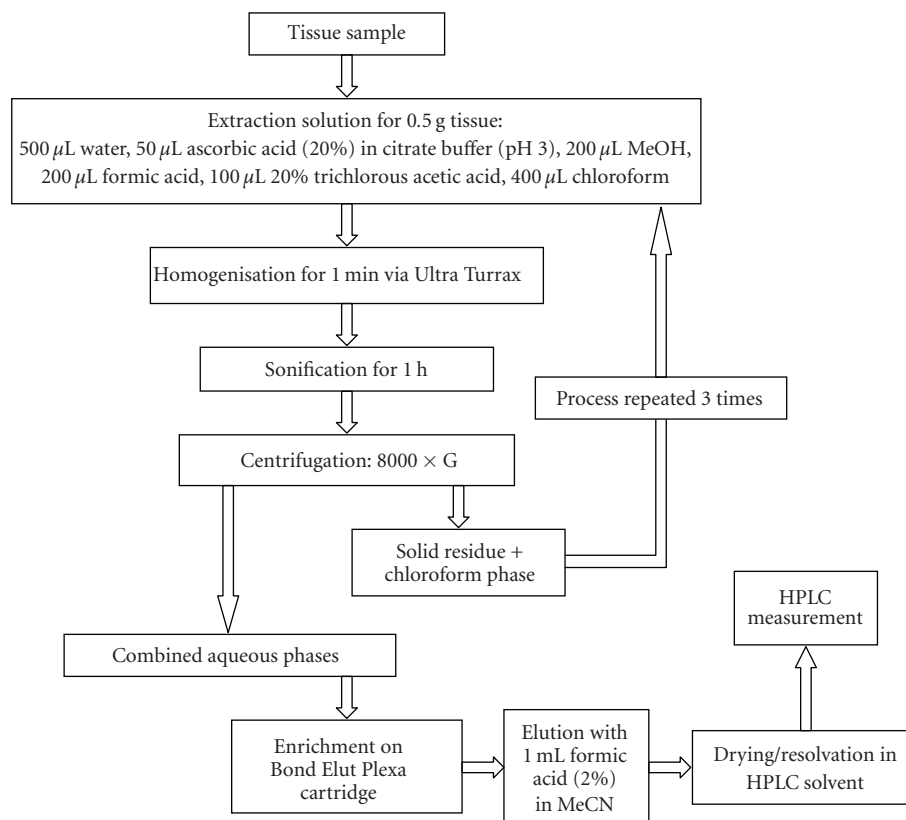 Tissue sample
Extraction solution for 0.5 g tissue:
500 μL water, 50 μL ascorbic acid (20%) in citrate buffer (pH 3), 200 μL MeOH,
200 μL formic acid, 100 μL 20% trichlorous acetic acid, 400 μL chloroform
Homogenisation for 1 min via Ultra Turrax
Sonification for 1 h
Process repeated 3 times
Centrifugation: 8000 × G
Solid residue +
chloroform phase
HPLC
measurement
Combined aqueous phases
Enrichment on
Bond Elut Plexa
cartridge
Elution with
1 mL formic
acid (2%)
in MeCN
Drying/resolvation in
HPLC solvent